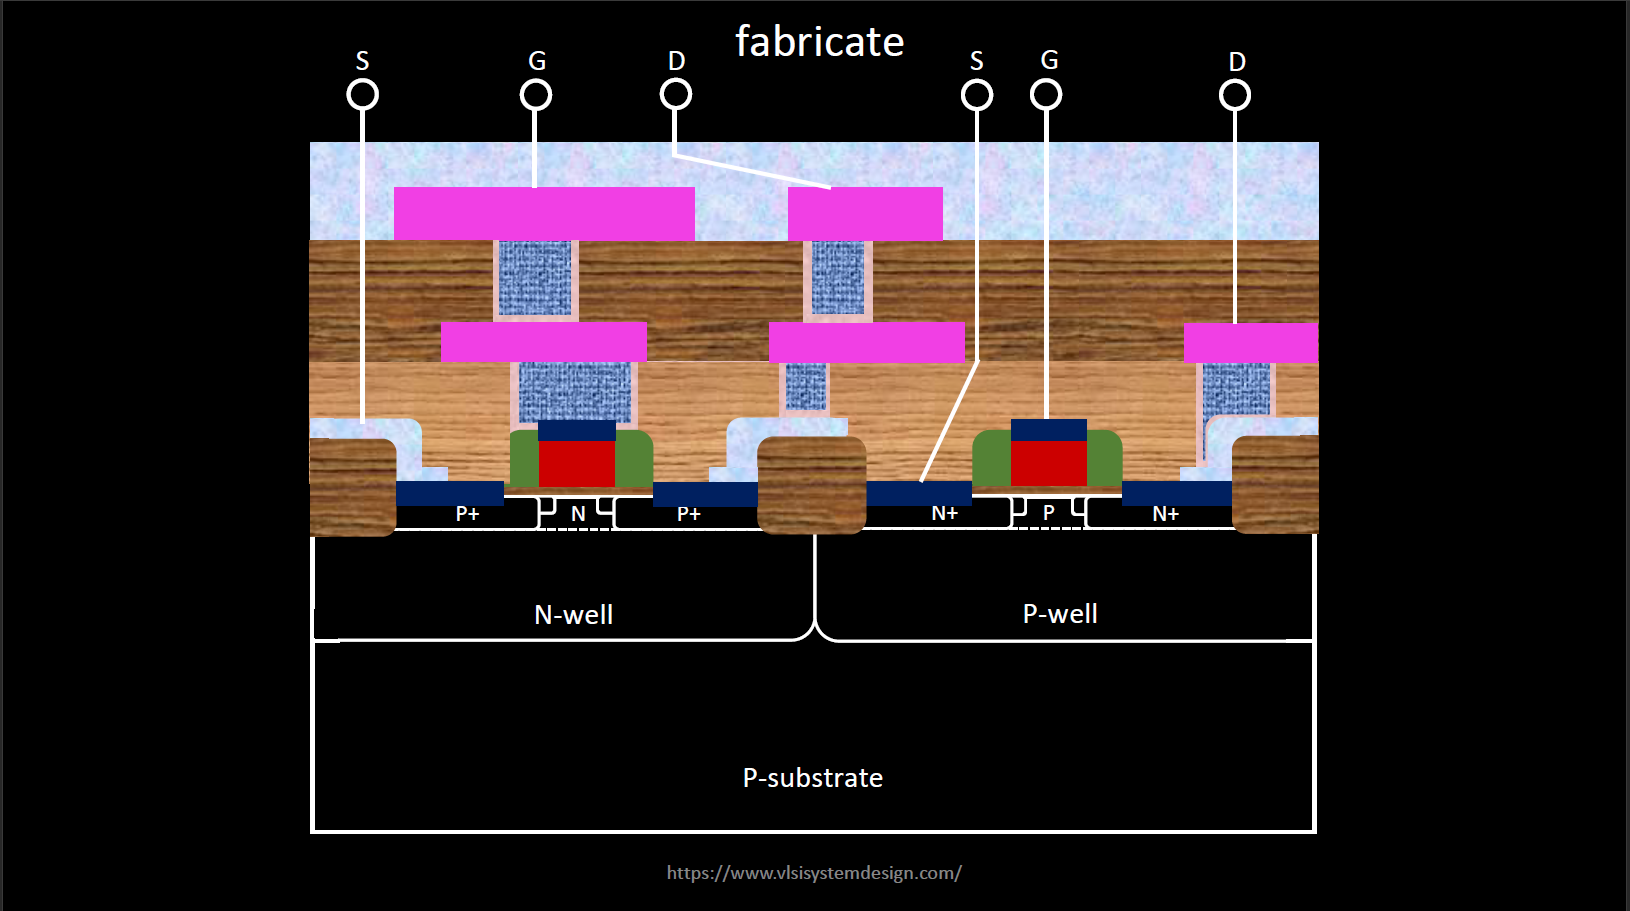 fabricate
S G D S G D
P+ N P+ N+ P N+
N-well P-well
P-substrate
https://www.vlsisystemdesign.com/